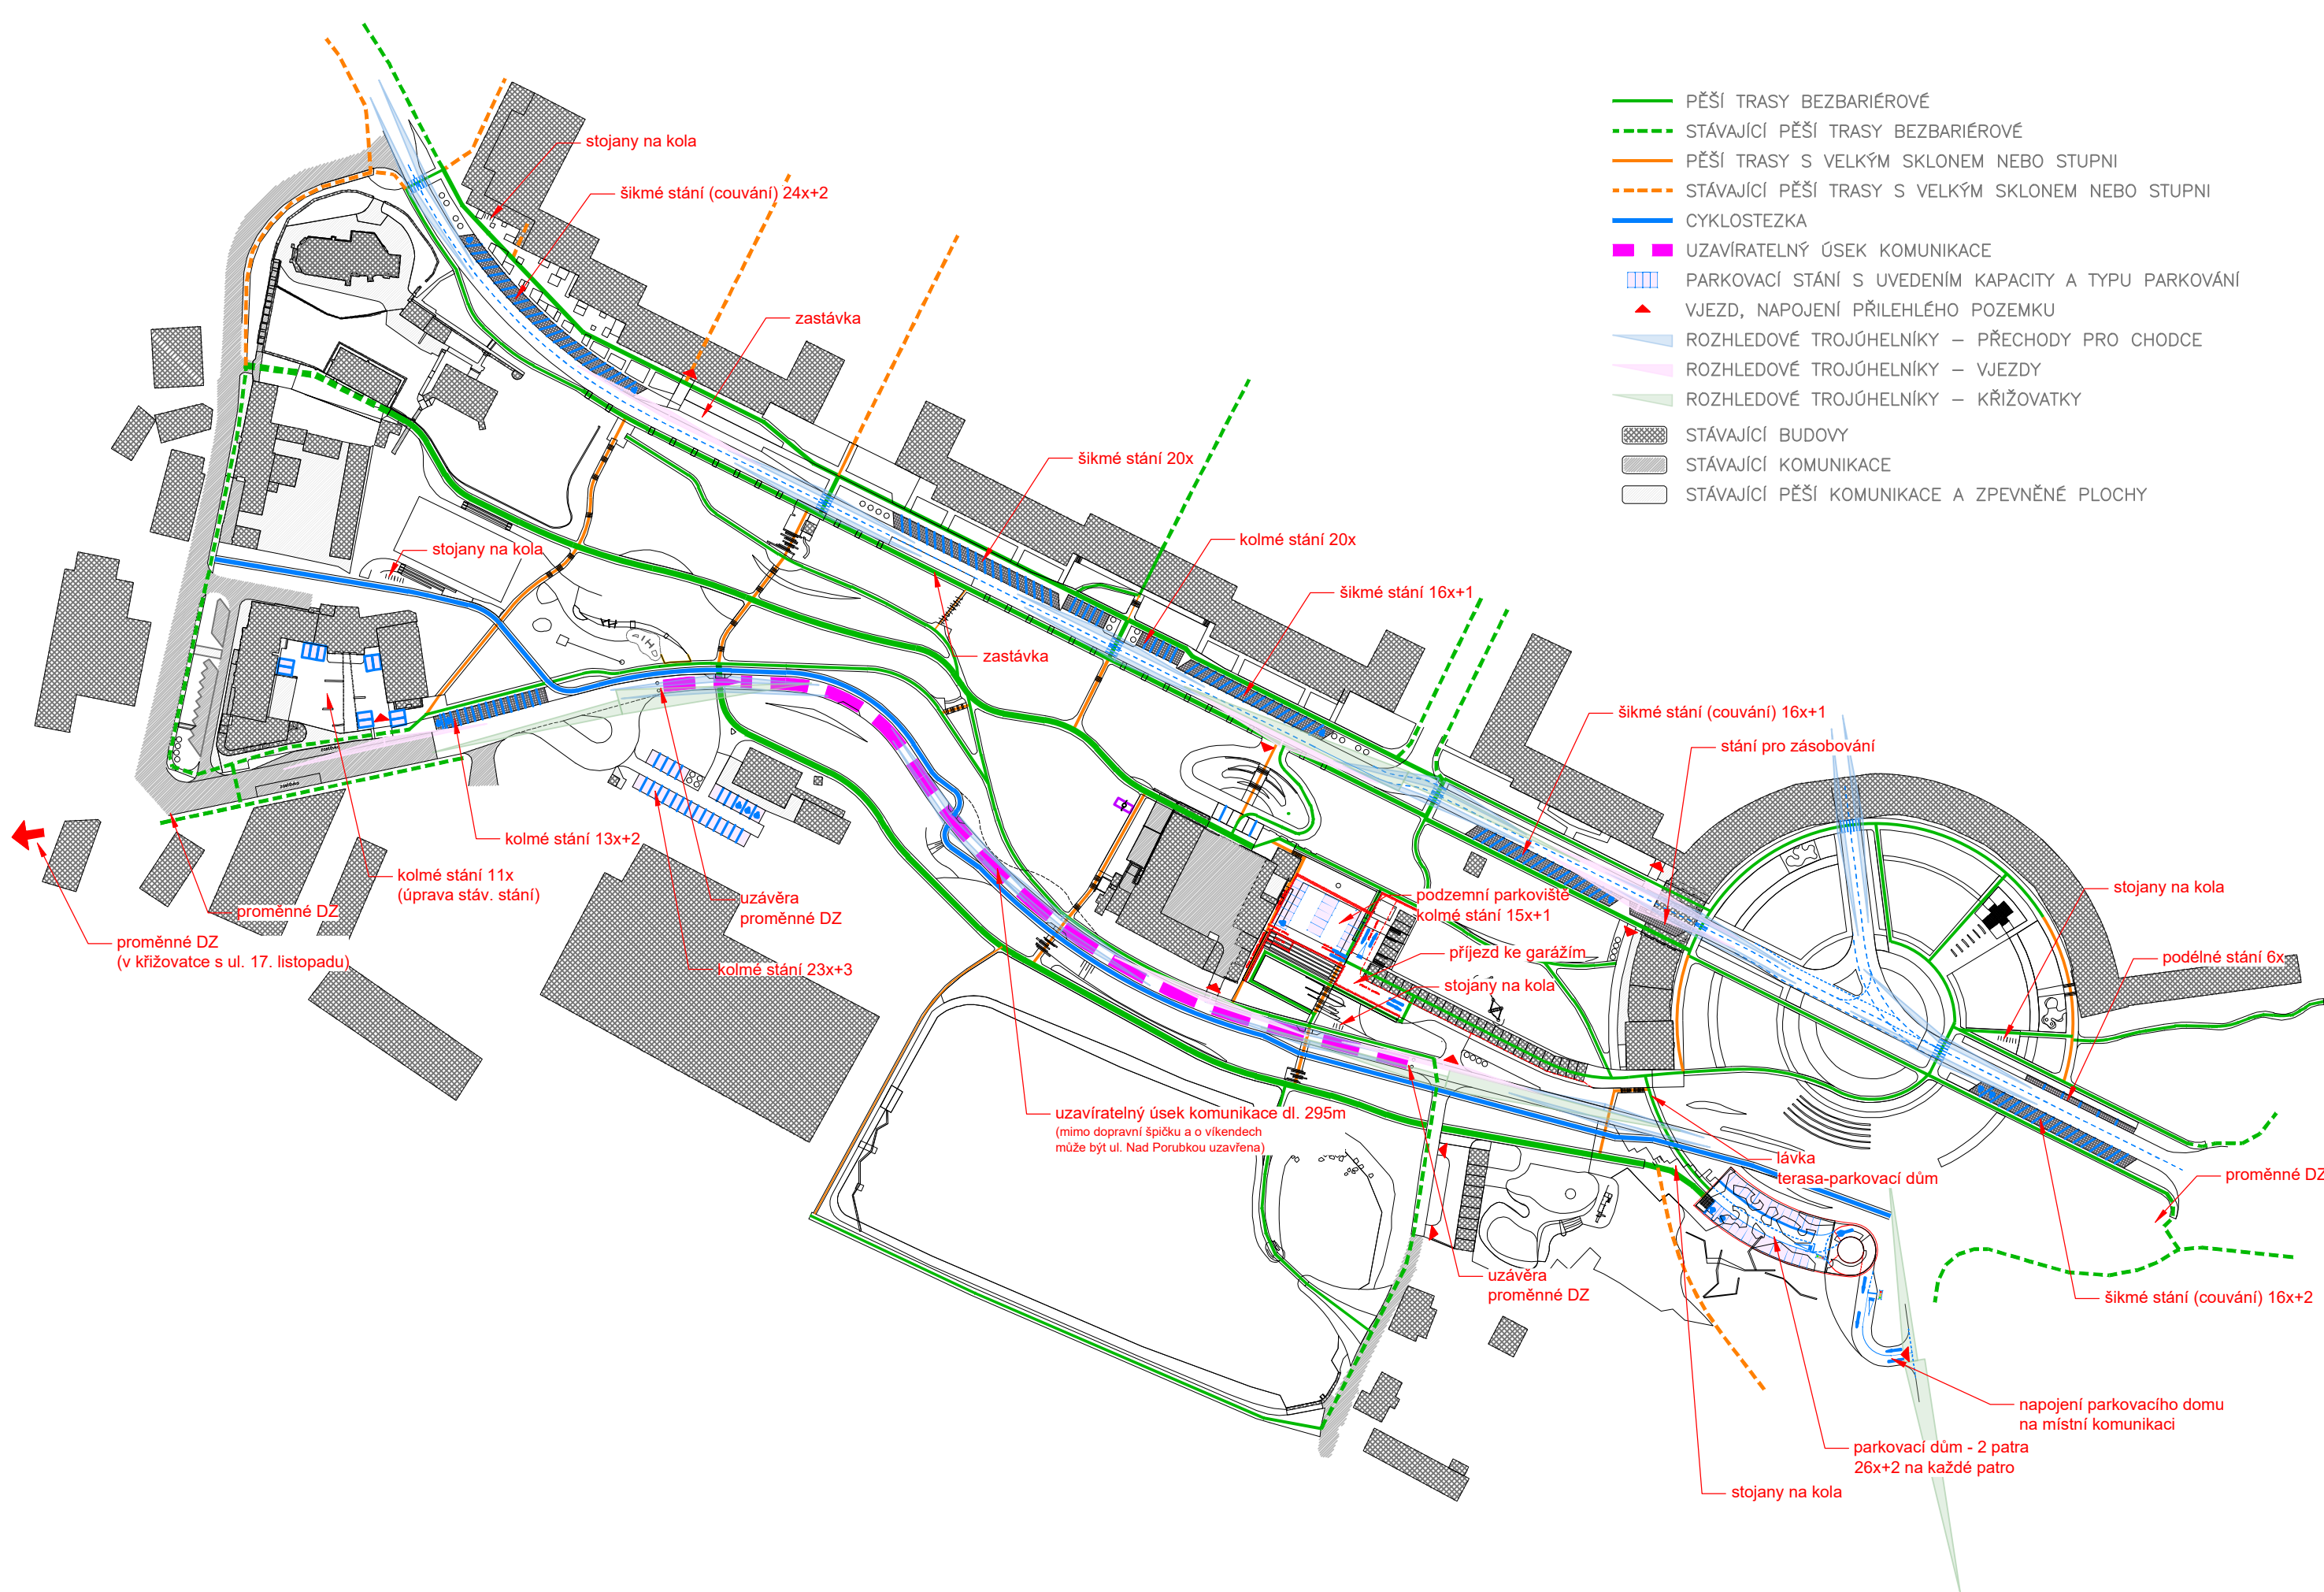 PĚŠÍ TRASY BEZBARIÉROVÉ
STÁVAJÍCÍ PĚŠÍ TRASY BEZBARIÉROVÉ
PĚŠÍ TRASY S VELKÝM SKLONEM NEBO STUPNI
STÁVAJÍCÍ PĚŠÍ TRASY S VELKÝM SKLONEM NEBO STUPNI
CYKLOSTEZKA
UZAVÍRATELNÝ ÚSEK KOMUNIKACE
PARKOVACÍ STÁNÍ S UVEDENÍM KAPACITY A TYPU PARKOVÁNÍ
VJEZD, NAPOJENÍ PŘILEHLÉHO POZEMKU
ROZHLEDOVÉ TROJÚHELNÍKY – PŘECHODY PRO CHODCE
ROZHLEDOVÉ TROJÚHELNÍKY – VJEZDY
ROZHLEDOVÉ TROJÚHELNÍKY – KŘIŽOVATKY
STÁVAJÍCÍ BUDOVY
STÁVAJÍCÍ KOMUNIKACE
STÁVAJÍCÍ PĚŠÍ KOMUNIKACE A ZPEVNĚNÉ PLOCHY
stojany na kola
šikmé stání (couvání) 24x+2
zastávka
šikmé stání 20x
kolmé stání 20x
stojany na kola
šikmé stání 16x+1
zastávka
šikmé stání (couvání) 16x+1
stání pro zásobování
kolmé stání 13x+2
kolmé stání 11x
(úprava stáv. stání)
uzávěra
proměnné DZ
proměnné DZ
proměnné DZ
(v křižovatce s ul. 17. listopadu)
kolmé stání 23x+3
podzemní parkoviště
kolmé stání 15x+1
příjezd ke garážím
stojany na kola
stojany na kola
podélné stání 6x
uzavíratelný úsek komunikace dl. 295m
(mimo dopravní špičku a o víkendech
může být ul. Nad Porubkou uzavřena)
lávka
terasa-parkovací dům
proměnné DZ
uzávěra
proměnné DZ
šikmé stání (couvání) 16x+2
napojení parkovacího domu
na místní komunikaci
parkovací dům - 2 patra
26x+2 na každé patro
stojany na kola